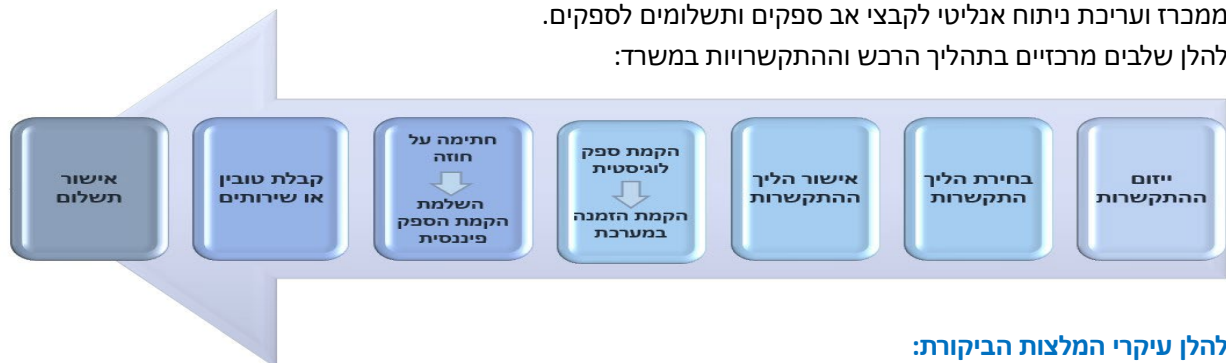 ממכרז ועריכת ניתוח אנליטי לקבצי אב ספקים ותשלומים לספקים.
להלן שלבים מרכזיים בתהליך הרכש וההתקשרויות במשרד:
ייזום
ההתקשרות
בחירת הליך
התקשרות
אישור הליך
ההתקשרות
הקמת ספק
לוגיסטית
הקמת הזמנה
במערכת
חתימה על
חוזה
השלמת
הקמת הספק
פיננסית
קבלת טובין
או שירותים
אישור
תשלום
להלן עיקרי המלצות הביקורת: